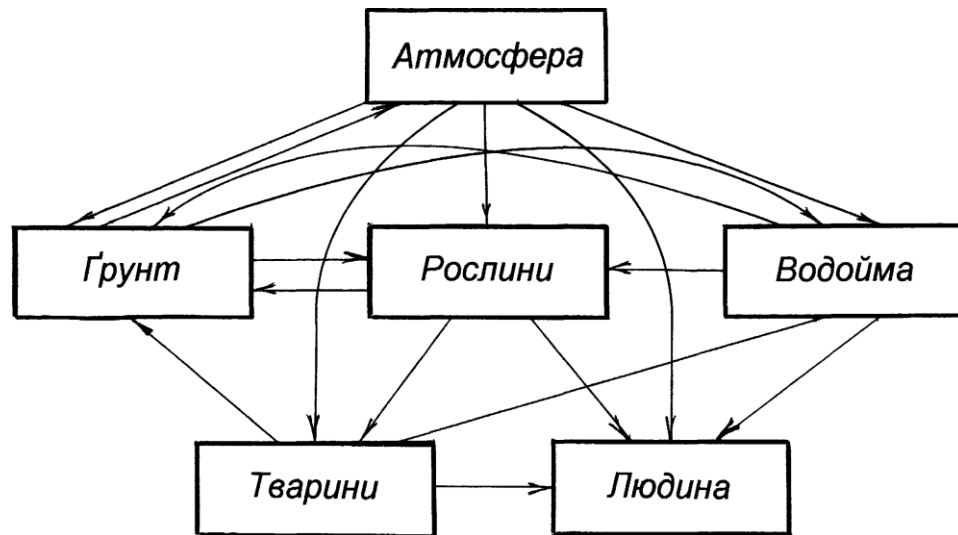 Атмосфера
Ґрунт
Рослини
Водойма
Тварини
Людина